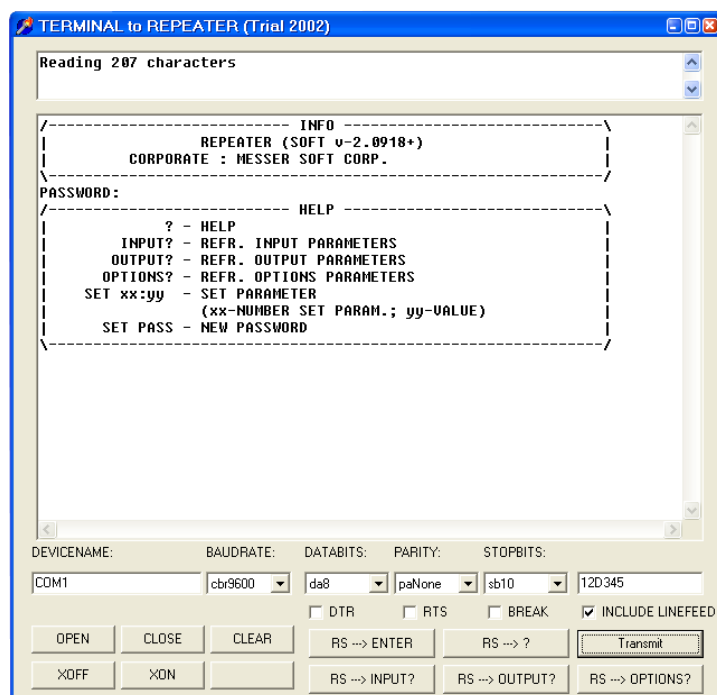 TERMINAL to REPEATER (Trial 2002)
Reading 207 characters
/---------------------------- INFO -----------------------------\
| REPEATER (SOFT v-2.0918+) |
| CORPORATE : MESSER SOFT CORP. |
\--------------------------------------------------------------/
PASSWORD:
/---------------------------- HELP -----------------------------\
| ? - HELP |
| INPUT? - REFR. INPUT PARAMETERS |
| OUTPUT? - REFR. OUTPUT PARAMETERS |
| OPTIONS? - REFR. OPTIONS PARAMETERS |
| SET xx:yy - SET PARAMETER |
| (xx-NUMBER SET PARAM.; yy-VALUE) |
| SET PASS - NEW PASSWORD |
\--------------------------------------------------------------/
DEVICENAME: BAUDRATE: DATABITS: PARITY: STOPBITS:
COM1 cbr9600 da8 paNone sb10 12D345
DTR RTS BREAK INCLUDE LINEFEED
OPEN CLOSE CLEAR RS ---> ENTER RS ---> ? Transmit
XOFF XON RS ---> INPUT? RS ---> OUTPUT? RS ---> OPTIONS?